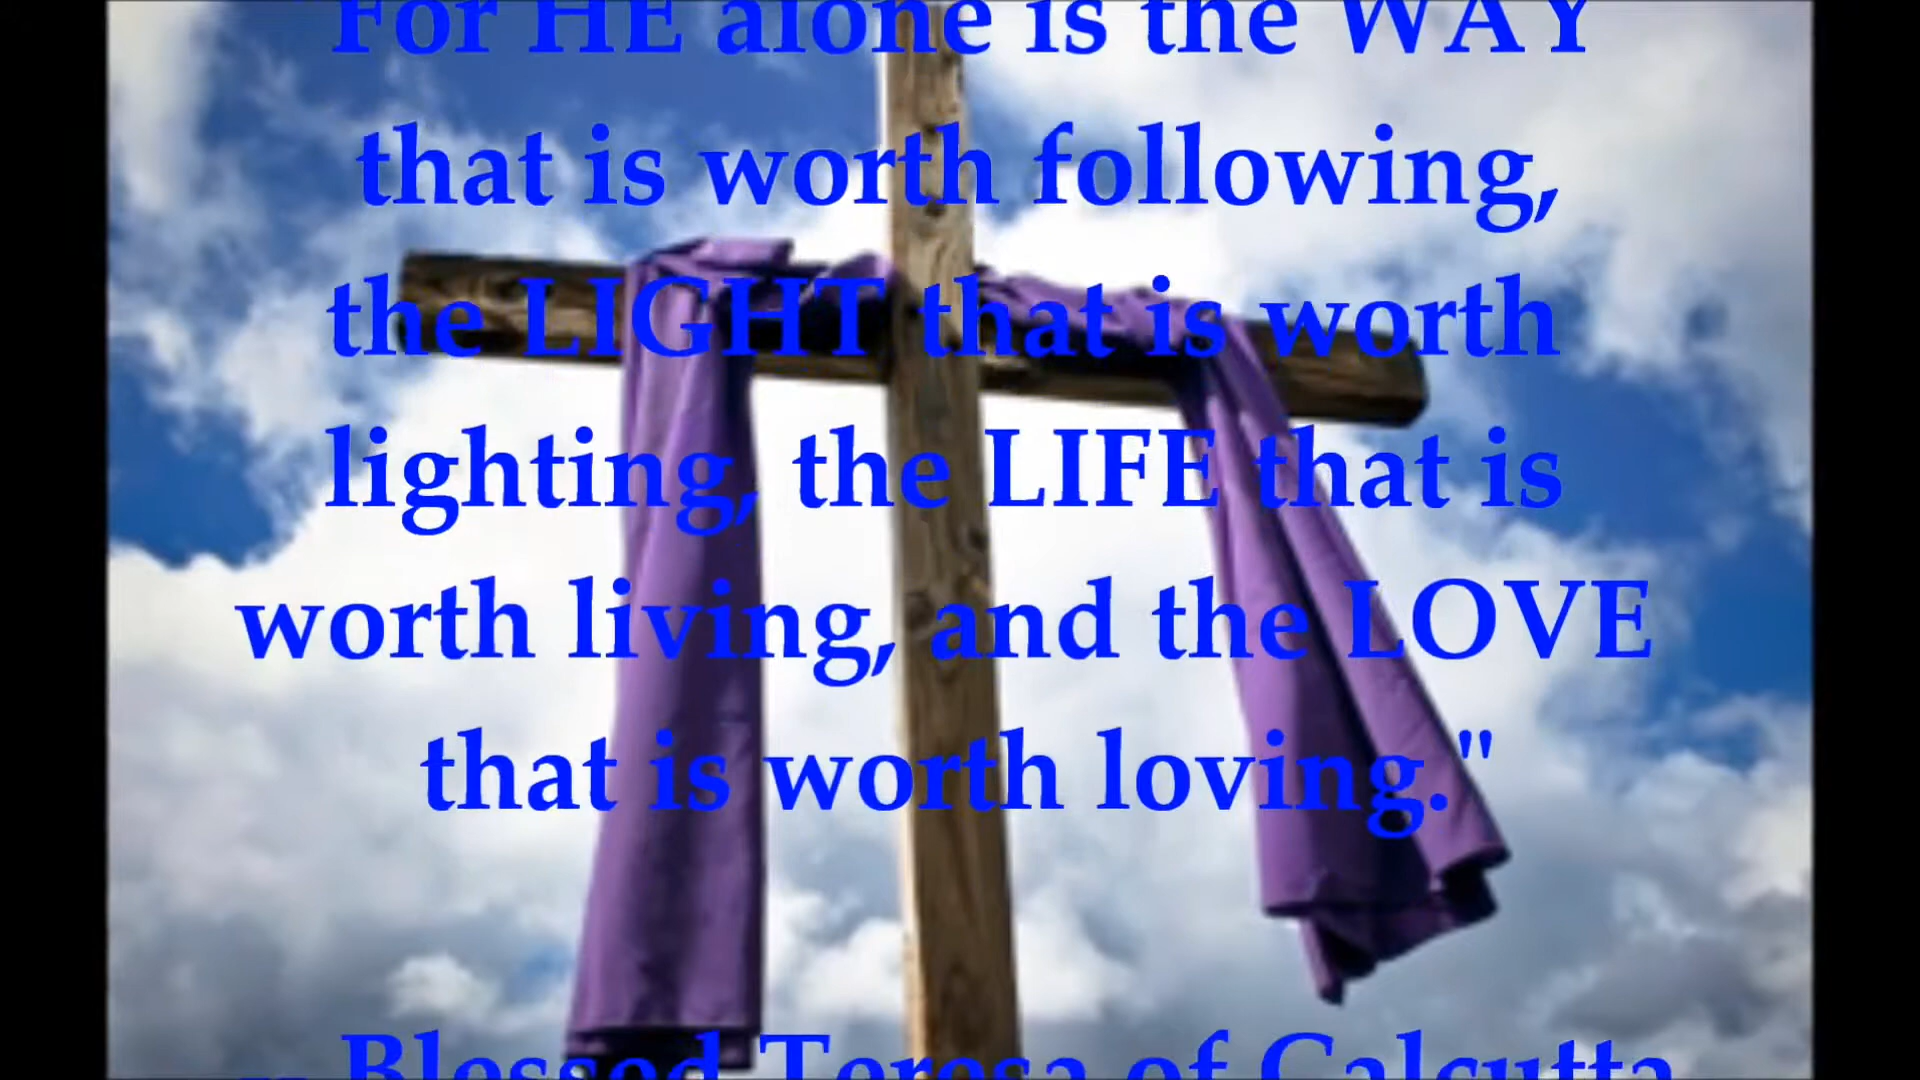 For HE alone is the WAY
that is worth following,
the LIGHT that is worth
lighting, the LIFE that is
worth living, and the LOVE
that is worth loving."
-- Blessed Teresa of Calcutta